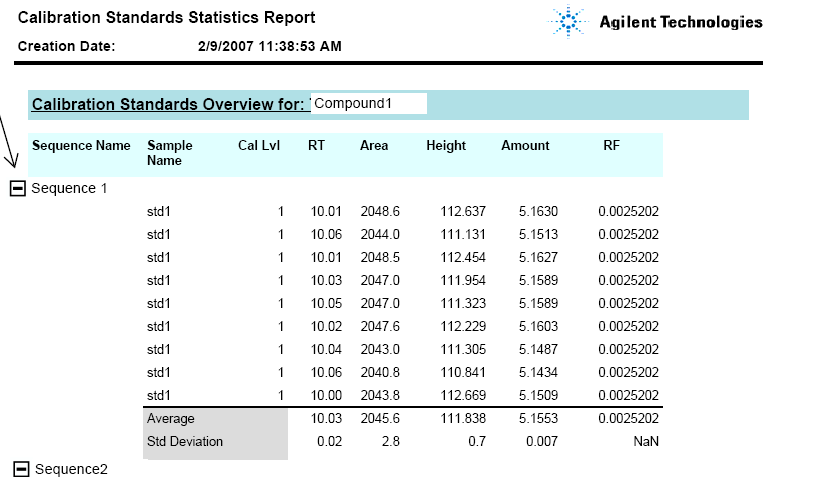 Calibration Standards Statistics Report
Agilent Technologies
Creation Date: 2/9/2007 11:38:53 AM
Calibration Standards Overview for: Compound1
Sequence Name Sample Name Cal Lvl RT Area Height Amount RF
Sequence 1
std1 1 10.01 2048.6 112.637 5.1630 0.0025202
std1 1 10.06 2044.0 111.131 5.1513 0.0025202
std1 1 10.01 2048.5 112.454 5.1627 0.0025202
std1 1 10.03 2047.0 111.954 5.1589 0.0025202
std1 1 10.05 2047.0 111.323 5.1589 0.0025202
std1 1 10.02 2047.6 112.229 5.1603 0.0025202
std1 1 10.04 2043.0 111.305 5.1487 0.0025202
std1 1 10.06 2040.8 110.841 5.1434 0.0025202
std1 1 10.00 2043.8 112.669 5.1509 0.0025202
Average 10.03 2045.6 111.838 5.1553 0.0025202
Std Deviation 0.02 2.8 0.7 0.007 NaN
Sequence2